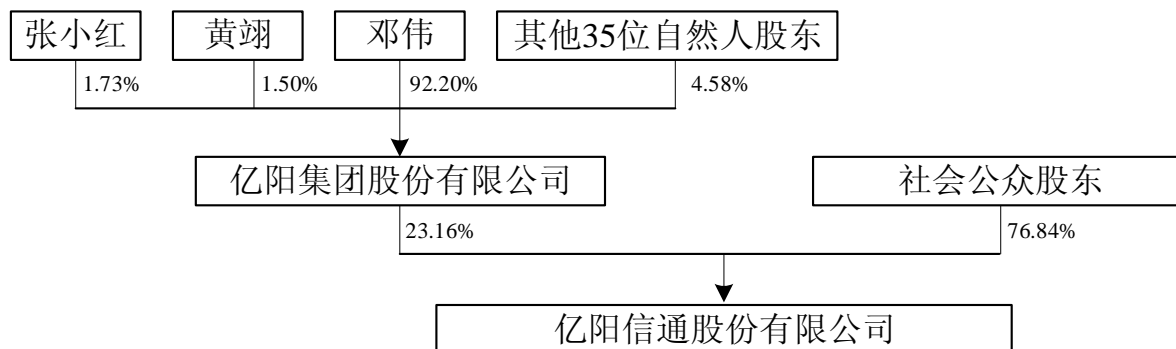 张小红 黄翊 邓伟 其他35位自然人股东
1.73% 1.50% 92.20% 4.58%
亿阳集团股份有限公司 社会公众股东
23.16% 76.84%
亿阳信通股份有限公司